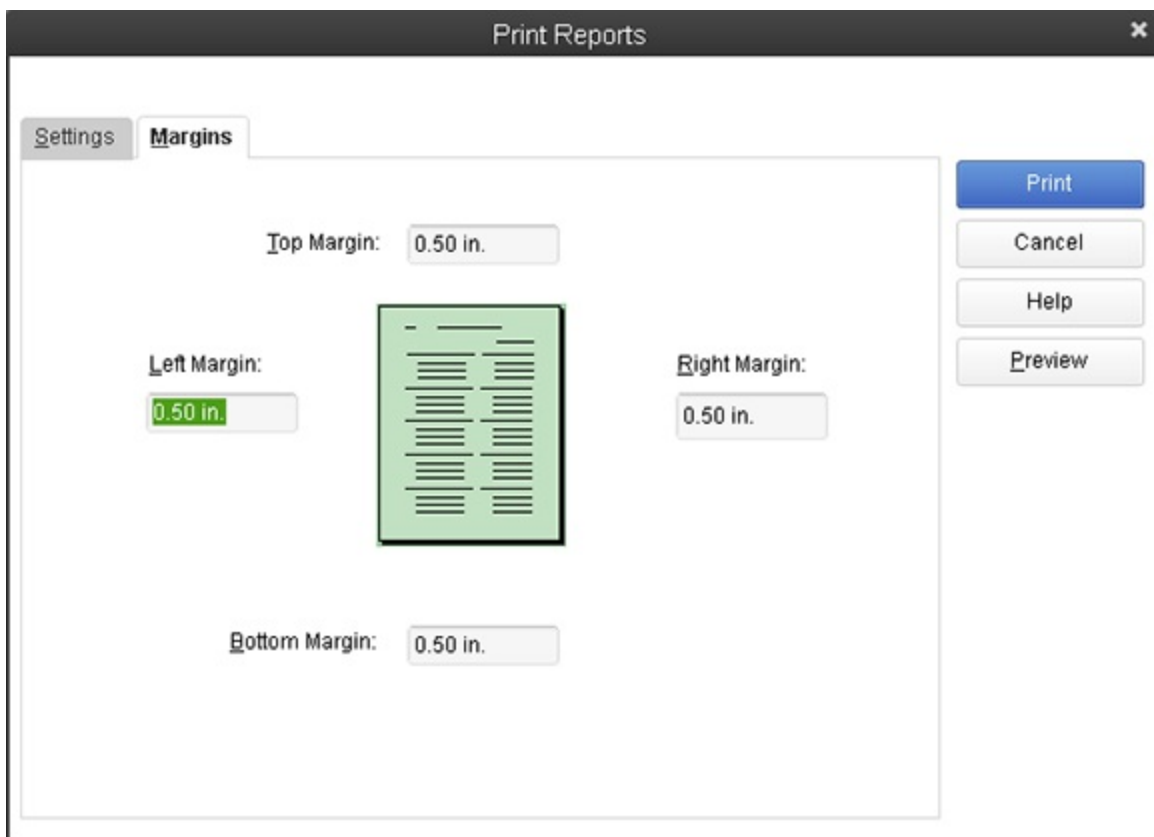 Print Reports
Settings
Margins
Print
Top Margin:
0.50 in.
Cancel
Help
Left Margin:
Right Margin:
Preview
0.50 in.
0.50 in.
Bottom Margin:
0.50 in.